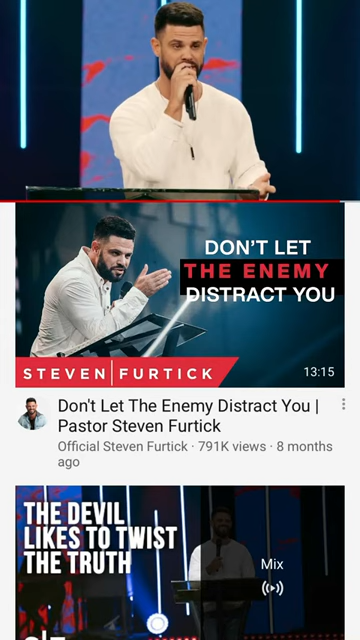 DON'T LET
THE ENEMY
DISTRACT YOU
STEVEN FURTICK
13:15
Don't Let The Enemy Distract You |
Pastor Steven Furtick
Official Steven Furtick · 791K views · 8 months
ago
THE DEVIL
LIKES TO TWIST
THE TRUTH
Mix